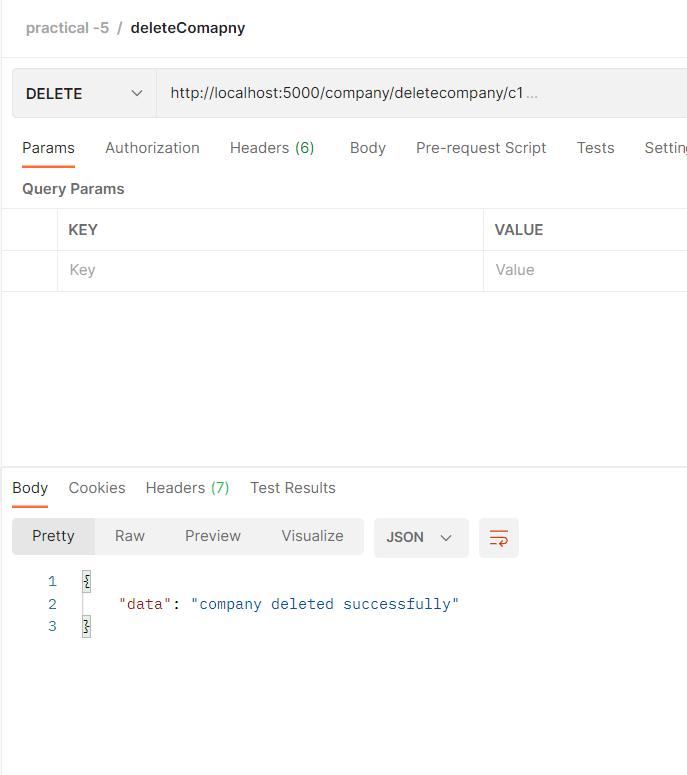 practical -5 / deleteComapny
DELETE http://localhost:5000/company/deletecompany/c1...
Params Authorization Headers (6) Body Pre-request Script Tests
Query Params
KEY VALUE
Key Value
Body Cookies Headers (7) Test Results
Pretty Raw Preview Visualize JSON
1 {
2 "data": "company deleted successfully"
3 }